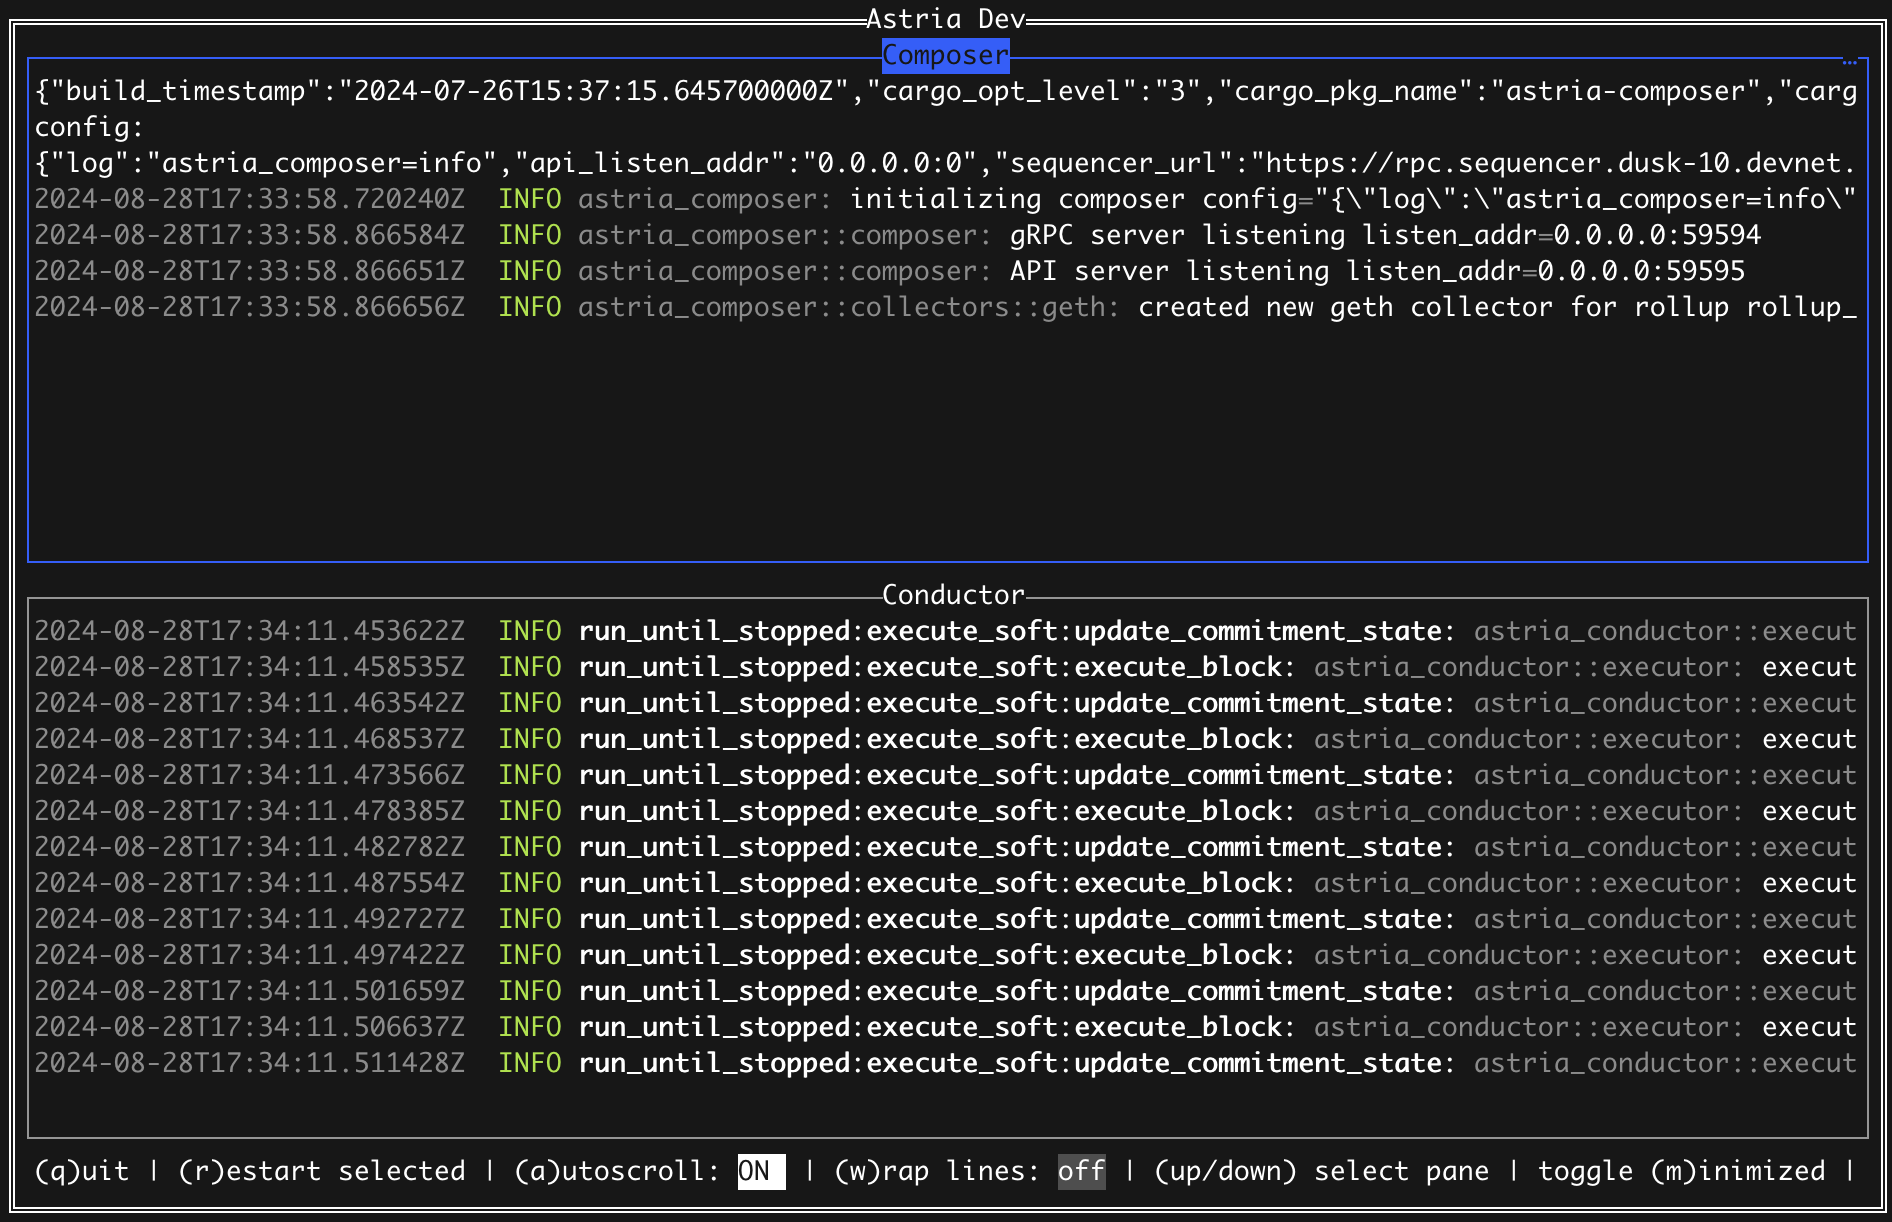 Astria Dev
Composer
…
{"build_timestamp":"2024-07-26T15:37:15.645700000Z","cargo_opt_level":"3","cargo_pkg_name":"astria-composer","carg
config:
{"log":"astria_composer=info","api_listen_addr":"0.0.0.0:0","sequencer_url":"https://rpc.sequencer.dusk-10.devnet.
2024-08-28T17:33:58.720240Z  INFO astria_composer: initializing composer config="{\"log\":\"astria_composer=info\"
2024-08-28T17:33:58.866584Z  INFO astria_composer::composer: gRPC server listening listen_addr=0.0.0.0:59594
2024-08-28T17:33:58.866651Z  INFO astria_composer::composer: API server listening listen_addr=0.0.0.0:59595
2024-08-28T17:33:58.866656Z  INFO astria_composer::collectors::geth: created new geth collector for rollup rollup_
Conductor
2024-08-28T17:34:11.453622Z  INFO run_until_stopped:execute_soft:update_commitment_state: astria_conductor::execut
2024-08-28T17:34:11.458535Z  INFO run_until_stopped:execute_soft:execute_block: astria_conductor::executor: execut
2024-08-28T17:34:11.463542Z  INFO run_until_stopped:execute_soft:update_commitment_state: astria_conductor::execut
2024-08-28T17:34:11.468537Z  INFO run_until_stopped:execute_soft:execute_block: astria_conductor::executor: execut
2024-08-28T17:34:11.473566Z  INFO run_until_stopped:execute_soft:update_commitment_state: astria_conductor::execut
2024-08-28T17:34:11.478385Z  INFO run_until_stopped:execute_soft:execute_block: astria_conductor::executor: execut
2024-08-28T17:34:11.482782Z  INFO run_until_stopped:execute_soft:update_commitment_state: astria_conductor::execut
2024-08-28T17:34:11.487554Z  INFO run_until_stopped:execute_soft:execute_block: astria_conductor::executor: execut
2024-08-28T17:34:11.492727Z  INFO run_until_stopped:execute_soft:update_commitment_state: astria_conductor::execut
2024-08-28T17:34:11.497422Z  INFO run_until_stopped:execute_soft:execute_block: astria_conductor::executor: execut
2024-08-28T17:34:11.501659Z  INFO run_until_stopped:execute_soft:update_commitment_state: astria_conductor::execut
2024-08-28T17:34:11.506637Z  INFO run_until_stopped:execute_soft:execute_block: astria_conductor::executor: execut
2024-08-28T17:34:11.511428Z  INFO run_until_stopped:execute_soft:update_commitment_state: astria_conductor::execut
(q)uit | (r)estart selected | (a)utoscroll: ON | (w)rap lines: off | (up/down) select pane | toggle (m)inimized |